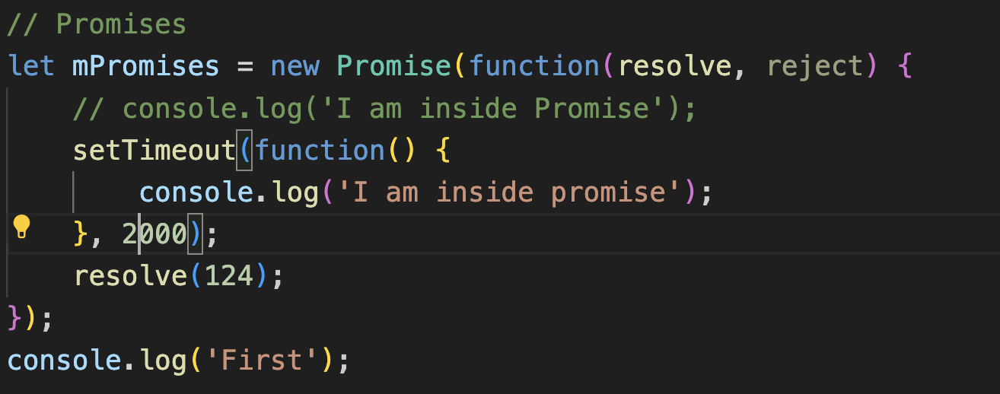 // Promises
let mPromises = new Promise(function(resolve, reject) {
    // console.log('I am inside Promise');
    setTimeout(function() {
        console.log('I am inside promise');
    }, 2000);
    resolve(124);
});
console.log('First');